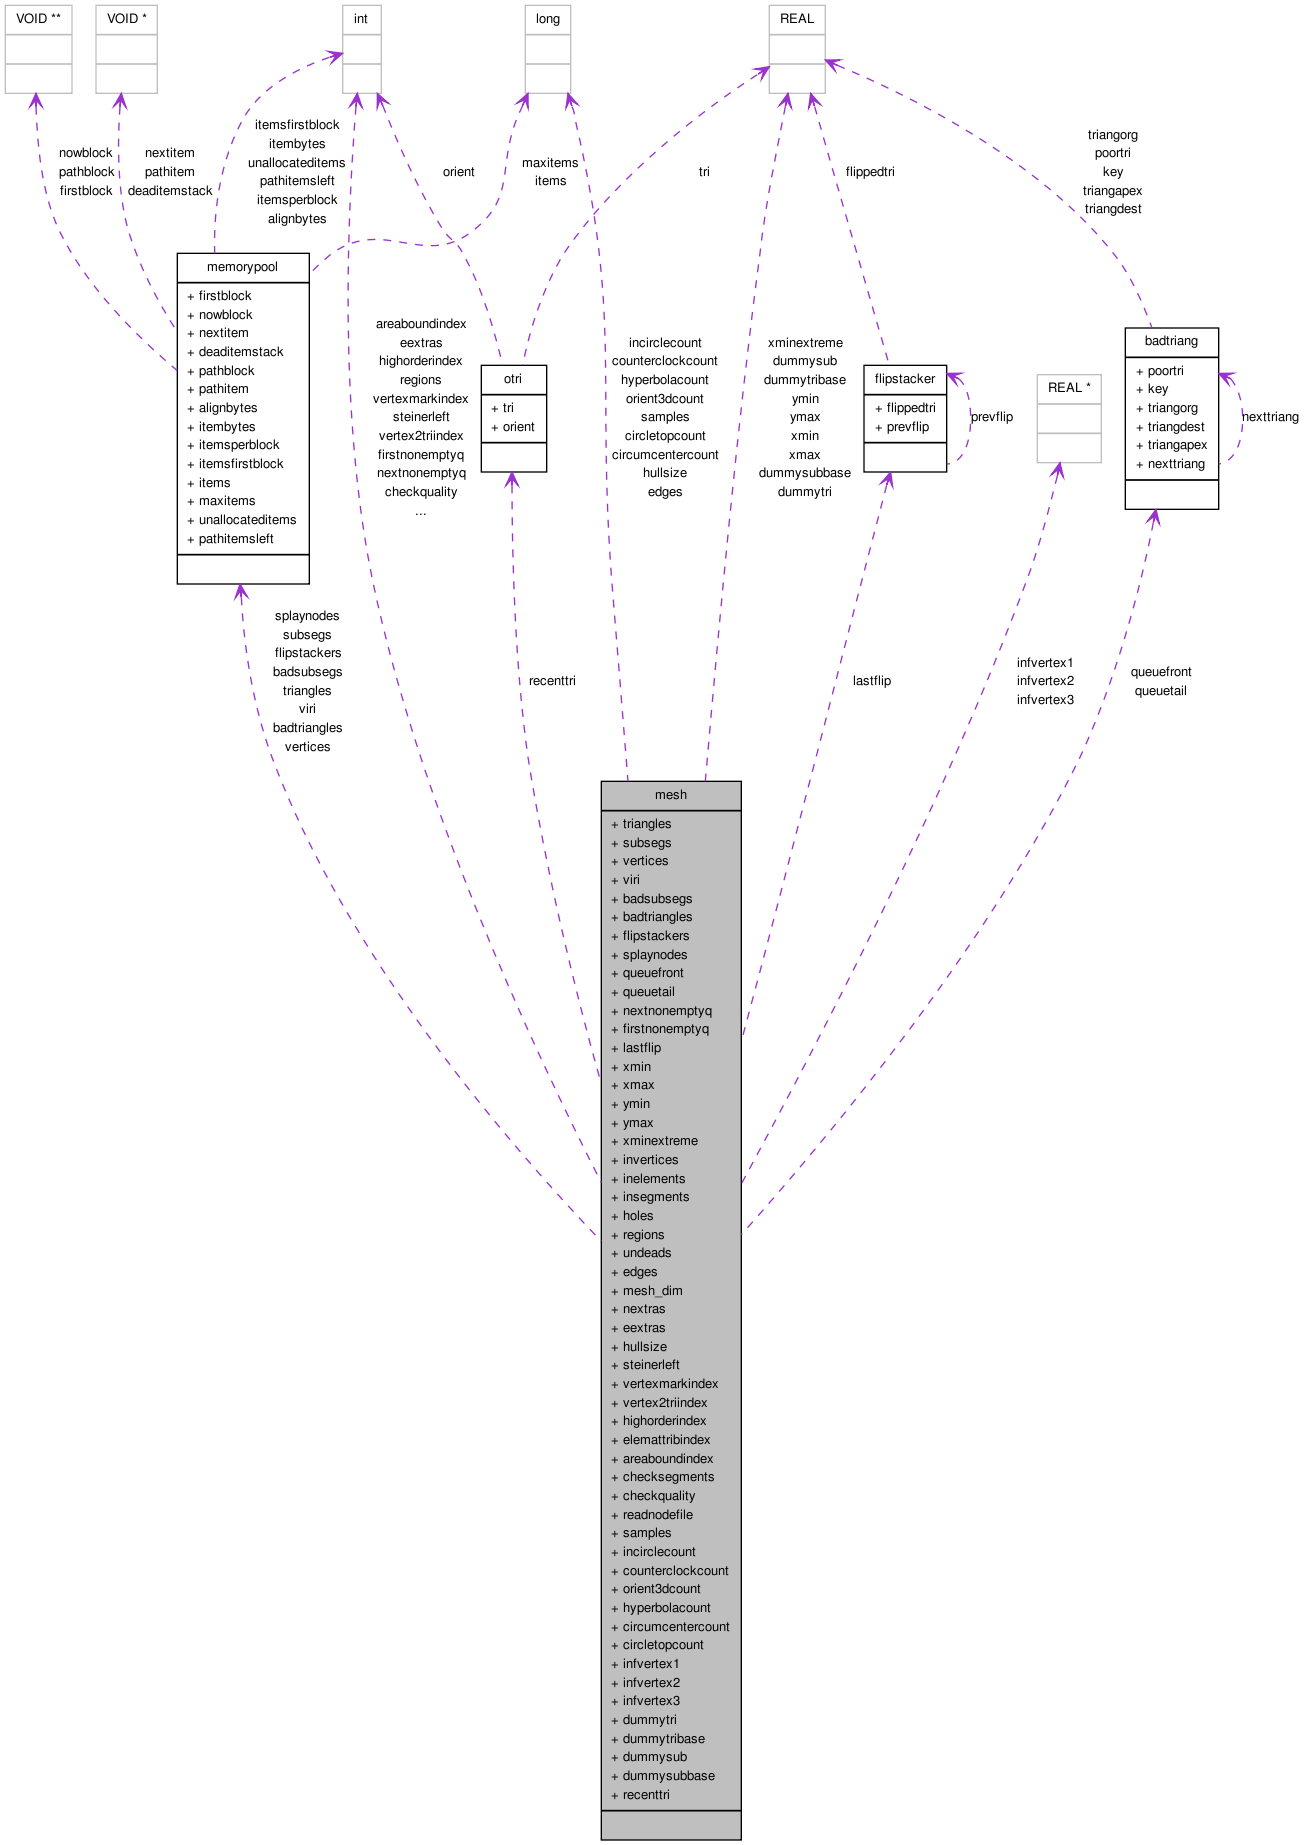 VOID **
VOID *
int
long
REAL
nowblock
pathblock
firstblock
nextitem
pathitem
deaditemstack
itemsfirstblock
itembytes
unallocateditems
pathitemsleft
itemsperblock
alignbytes
orient
maxitems
items
tri
flippedtri
triangorg
poortri
key
triangapex
triangdest
memorypool
+ firstblock
+ nowblock
+ nextitem
+ deaditemstack
+ pathblock
+ pathitem
+ alignbytes
+ itembytes
+ itemsperblock
+ itemsfirstblock
+ items
+ maxitems
+ unallocateditems
+ pathitemsleft
areaboundindex
eextras
highorderindex
regions
vertexmarkindex
steinerleft
vertex2triindex
firstnonemptyq
nextnonemptyq
checkquality
...
otri
+ tri
+ orient
incirclecount
counterclockcount
hyperbolacount
orient3dcount
samples
circletopcount
circumcentercount
hullsize
edges
xminextreme
dummysub
dummytribase
ymin
ymax
xmin
xmax
dummysubbase
dummytri
flipstacker
+ flippedtri
+ prevflip
prevflip
REAL *
badtriang
+ poortri
+ key
+ triangorg
+ triangdest
+ triangapex
+ nexttriang
nexttriang
splaynodes
subsegs
flipstackers
badsubsegs
triangles
viri
badtriangles
vertices
recenttri
lastflip
infvertex1
infvertex2
infvertex3
queuefront
queuetail
mesh
+ triangles
+ subsegs
+ vertices
+ viri
+ badsubsegs
+ badtriangles
+ flipstackers
+ splaynodes
+ queuefront
+ queuetail
+ nextnonemptyq
+ firstnonemptyq
+ lastflip
+ xmin
+ xmax
+ ymin
+ ymax
+ xminextreme
+ invertices
+ inelements
+ insegments
+ holes
+ regions
+ undeads
+ edges
+ mesh_dim
+ nextras
+ eextras
+ hullsize
+ steinerleft
+ vertexmarkindex
+ vertex2triindex
+ highorderindex
+ elemattribindex
+ areaboundindex
+ checksegments
+ checkquality
+ readnodefile
+ samples
+ incirclecount
+ counterclockcount
+ orient3dcount
+ hyperbolacount
+ circumcentercount
+ circletopcount
+ infvertex1
+ infvertex2
+ infvertex3
+ dummytri
+ dummytribase
+ dummysub
+ dummysubbase
+ recenttri